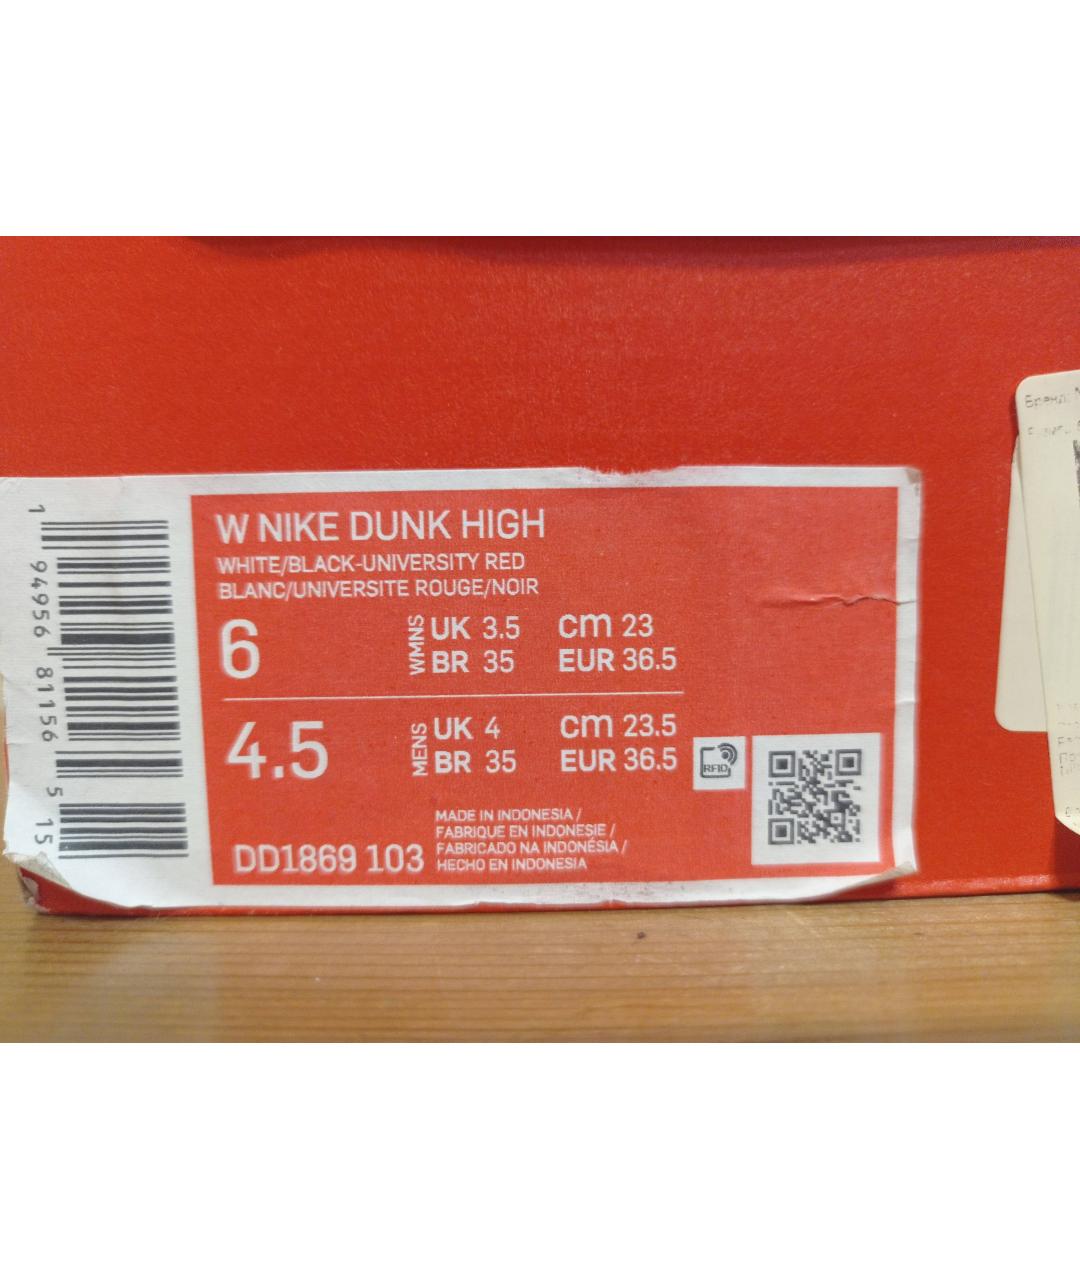 W NIKE DUNK HIGH
WHITE/BLACK-UNIVERSITY RED
BLANC/UNIVERSITE ROUGE/NOIR
6 WMNS UK 3.5 cm 23
BR 35 EUR 36.5
4.5 MENS UK 4 cm 23.5
BR 35 EUR 36.5
RFID
MADE IN INDONESIA /
FABRIQUE EN INDONESIE /
FABRICADO NA INDONÉSIA /
HECHO EN INDONESIA
DD1869 103
1 94956 81156 5 15
Бренд: